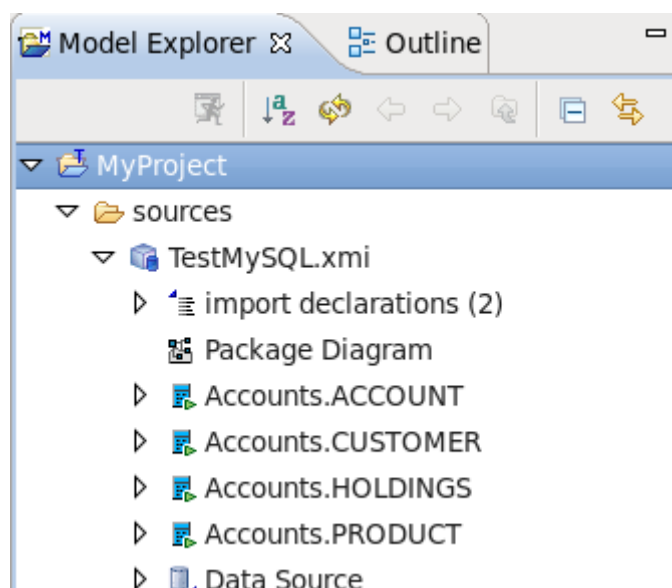 Model Explorer Outline
MyProject
sources
TestMySQL.xmi
import declarations (2)
Package Diagram
Accounts.ACCOUNT
Accounts.CUSTOMER
Accounts.HOLDINGS
Accounts.PRODUCT
Data Source